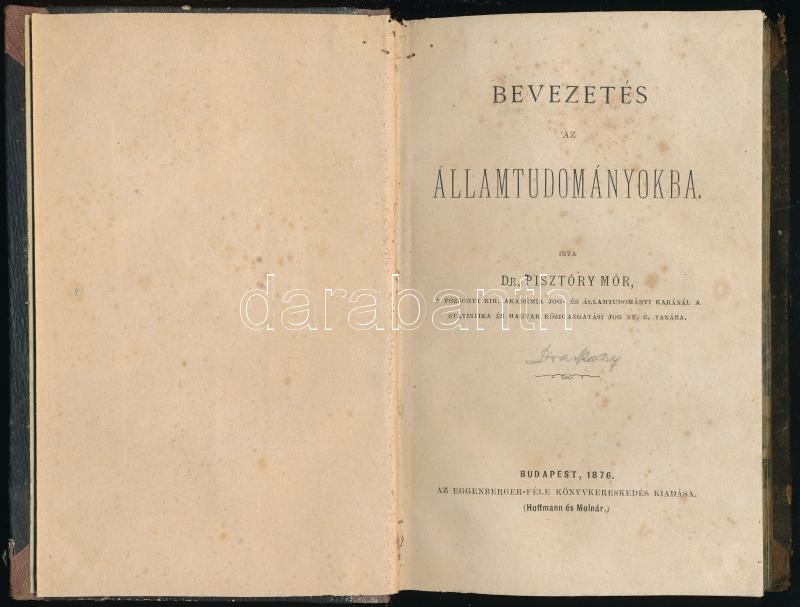 BEVEZETÉS
AZ
ÁLLAMTUDOMÁNYOKBA.
IRTA
DR. PISZTÓRY MÓR,
A POZSONYI KIR. AKADÉMIA JOG- ÉS ÁLLAMTUDOMÁNYI KARÁNÁL A
STATISTIKA ÉS MAGYAR KÖZIGAZGATÁSI JOG NY. R. TANÁRA.
darabanth
BUDAPEST, 1876.
AZ EGGENBERGER-FÉLE KÖNYVKERESKEDÉS KIADÁSA.
(Hoffmann és Molnár.)